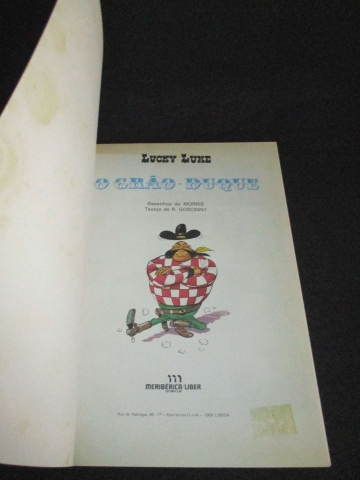 LUCKY LUKE
O GRÃO-DUQUE
Desenhos de MORRIS
Textos de R. GOSCINNY
MERIBÉRICA/LIBER